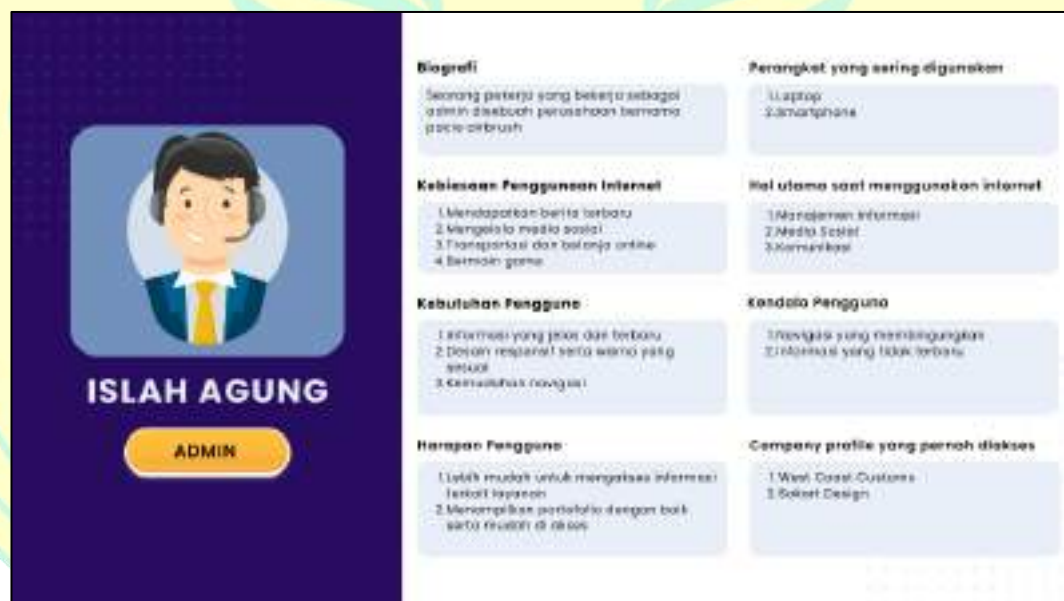 ISLAH AGUNG
ADMIN
Biografi
Seorang pekerja yang bekerja sebagai
admin disebuah perusahaan bernama
airbrush
Kebiasaan Penggunaan Internet
1.Mendapatkan berita terbaru
2.Mengelola media sosial
3.Transportasi dan belanja online
4.Bermain game
Kebutuhan Pengguna
1.Informasi yang jelas dan terbaru
2.Desain responsif serta warna yang
sesuai
3.Kemudahan navigasi
Harapan Pengguna
1.Lebih mudah untuk mengakses informasi
terkait layanan
2.Menampilkan portofolio dengan baik
serta mudah di akses
Perangkat yang sering digunakan
1.Laptop
2.Smartphone
Hal utama saat menggunakan internet
1.Manajemen Informasi
2.Media Sosial
3.Komunikasi
Kendala Pengguna
1.Navigasi yang membingungkan
2.Informasi yang tidak terbaru
Company profile yang pernah diakses
1.West Coast Customs
2. Design